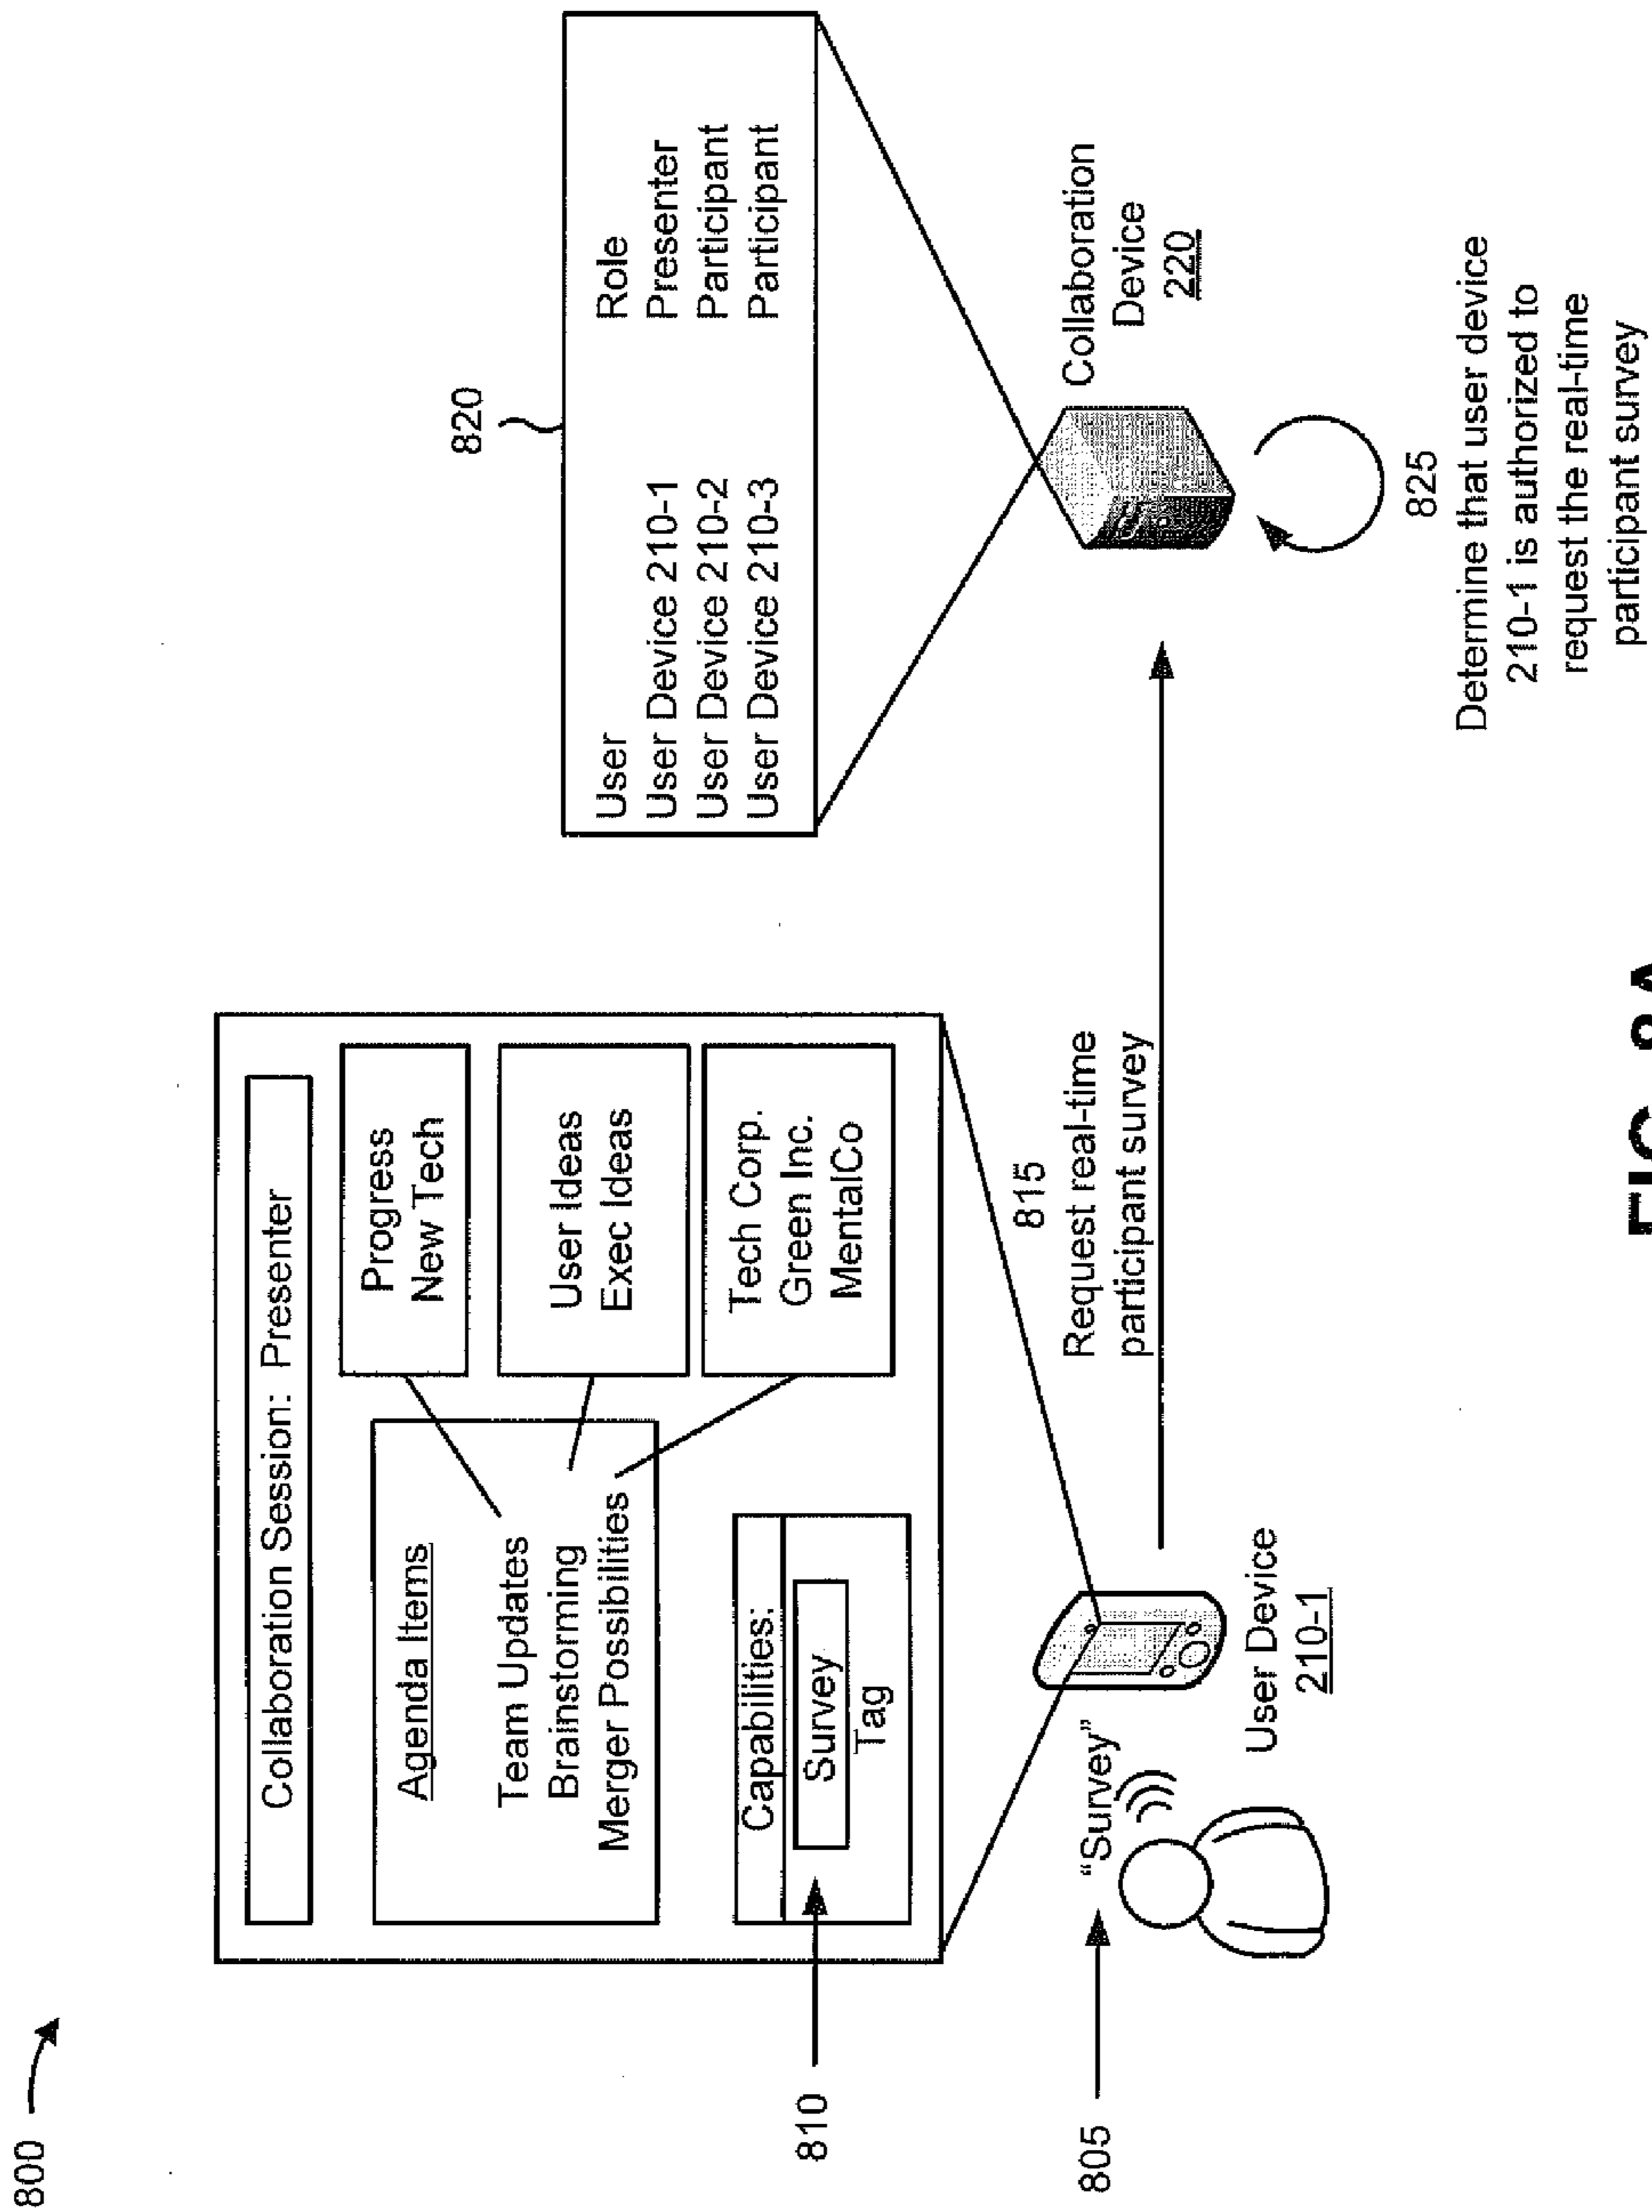 800
Collaboration Session: Presenter
Agenda Items
Team Updates
Brainstorming
Merger Possibilities
Progress
New Tech
User Ideas
Exec Ideas
Tech Corp.
Green Inc.
MentalCo
Capabilities:
Survey
Tag
810
805
"Survey"
User Device
210-1
815
Request real-time
participant survey
820
User Role
User Device 210-1 Presenter
User Device 210-2 Participant
User Device 210-3 Participant
Collaboration
Device
220
825
Determine that user device
210-1 is authorized to
request the real-time
participant survey